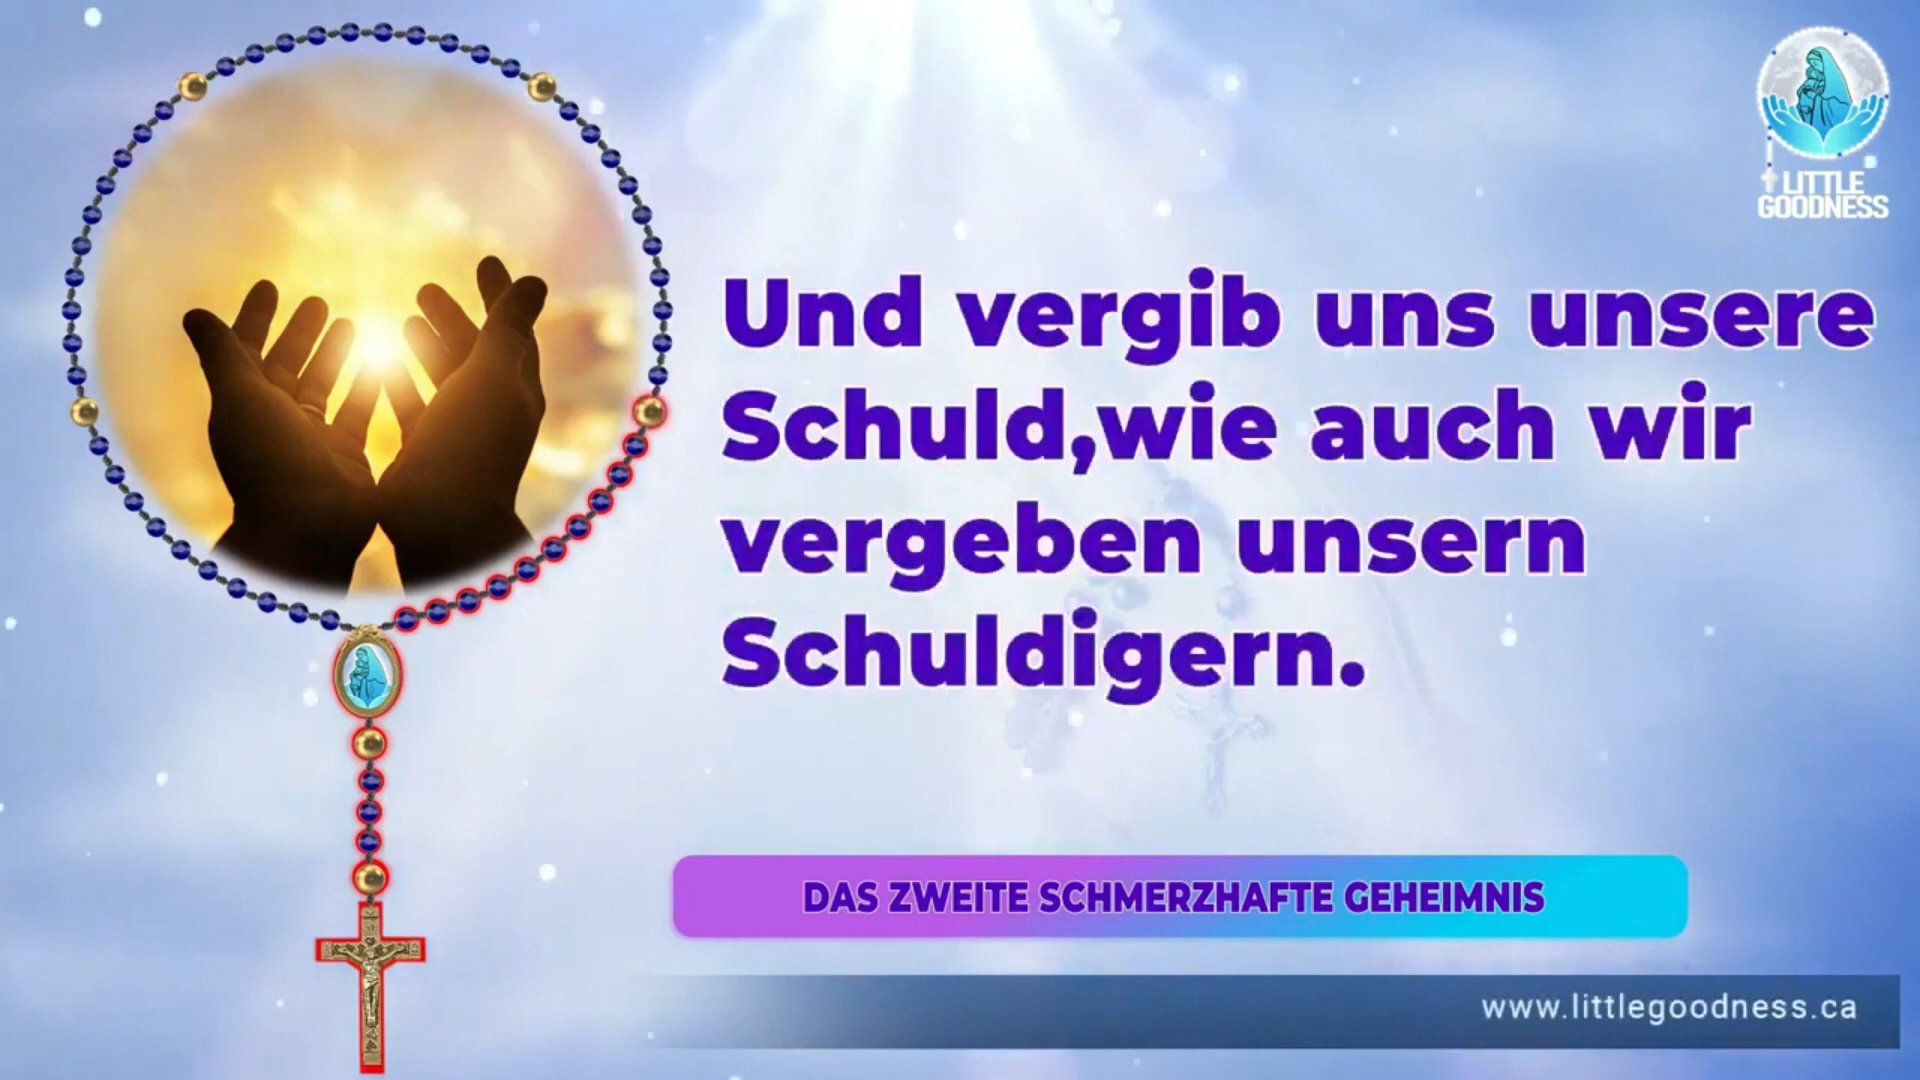 LITTLE
GOODNESS
Und vergib uns unsere
Schuld,wie auch wir
vergeben unsern
Schuldigern.
DAS ZWEITE SCHMERZHAFTE GEHEIMNIS
www.littlegoodness.ca